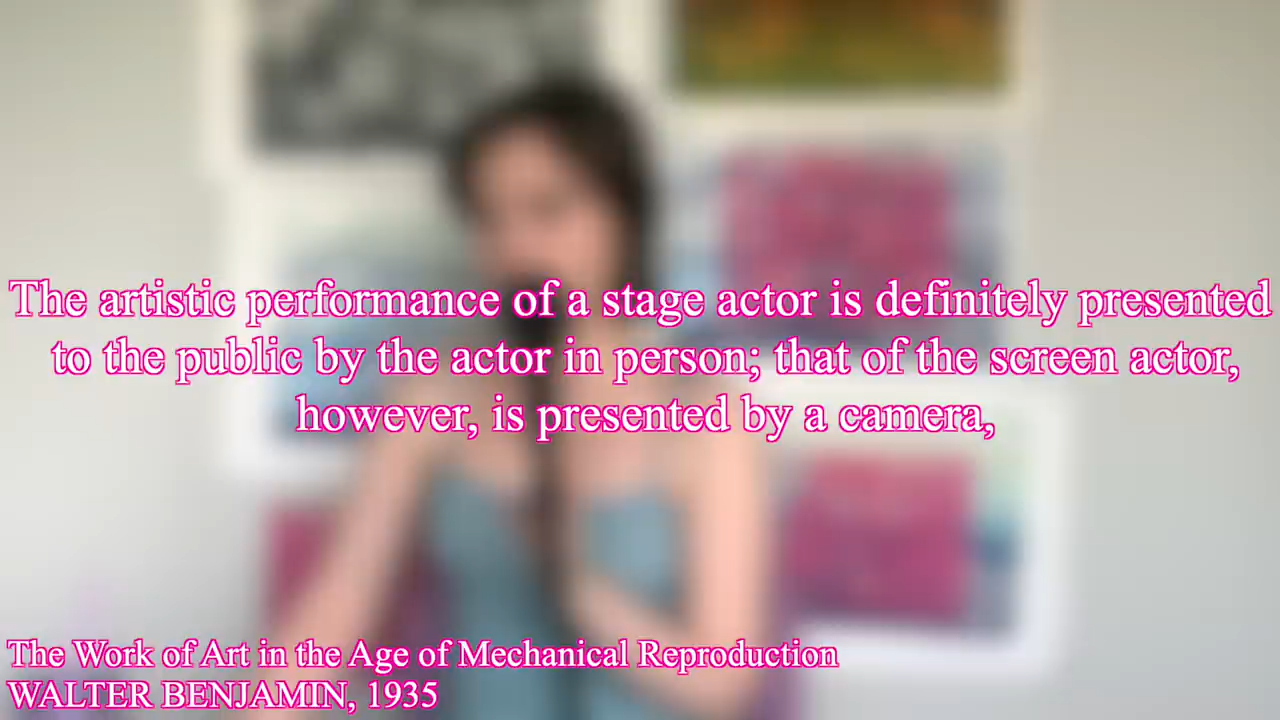 The artistic performance of a stage actor is definitely presented
to the public by the actor in person; that of the screen actor,
however, is presented by a camera,
The Work of Art in the Age of Mechanical Reproduction
WALTER BENJAMIN, 1935